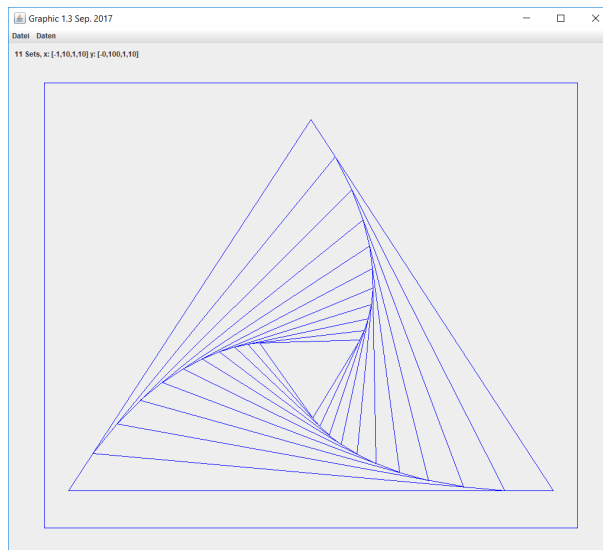 Graphic 1.3 Sep. 2017
Datei Daten
11 Sets, x: [-1,10,1,10] y: [-0,100,1,10]